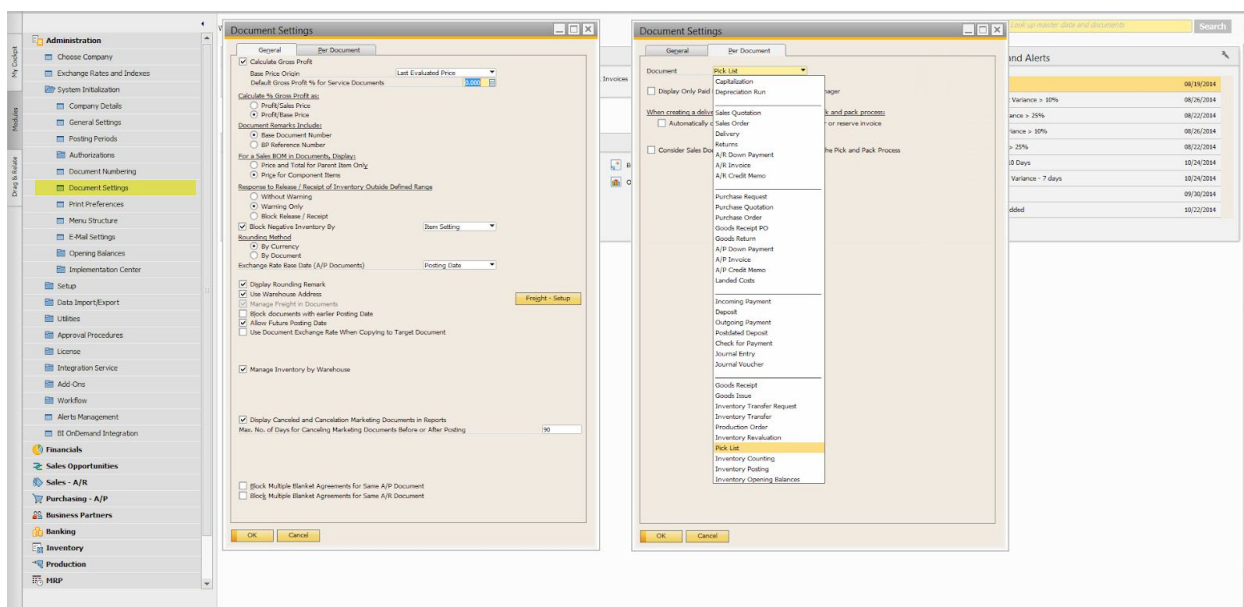 My Cockpit
Modules
Drag & Relate
Administration
Choose Company
Exchange Rates and Indexes
System Initialization
Company Details
General Settings
Posting Periods
Authorizations
Document Numbering
Document Settings
Print Preferences
Menu Structure
E-Mail Settings
Opening Balances
Implementation Center
Setup
Data Import/Export
Utilities
Approval Procedures
License
Integration Service
Add-Ons
Workflow
Alerts Management
BI OnDemand Integration
Financials
Sales Opportunities
Sales - A/R
Purchasing - A/P
Business Partners
Banking
Inventory
Production
MRP
Document Settings
General Per Document
Calculate Gross Profit
Base Price Origin Last Evaluated Price
Default Gross Profit % for Service Documents 0.000
Calculate % Gross Profit as:
Profit/Sales Price
Profit/Base Price
Document Remarks Include:
Base Document Number
BP Reference Number
For a Sales BOM in Documents, Display:
Price and Total for Parent Item Only
Price for Component Items
Response to Release / Receipt of Inventory Outside Defined Range
Without Warning
Warning Only
Block Release / Receipt
Block Negative Inventory By Item Setting
Rounding Method
By Currency
By Document
Exchange Rate Base Date (A/P Documents) Posting Date
Display Rounding Remark
Use Warehouse Address
Manage Freight in Documents Freight - Setup
Block documents with earlier Posting Date
Allow Future Posting Date
Use Document Exchange Rate When Copying to Target Document
Manage Inventory by Warehouse
Display Canceled and Cancelation Marketing Documents in Reports
Max. No. of Days for Canceling Marketing Documents Before or After Posting 90
Block Multiple Blanket Agreements for Same A/P Document
Block Multiple Blanket Agreements for Same A/R Document
OK Cancel
Invoices
Document Settings
General Per Document
Document Pick List
Display Only Paid
When creating a
k and pack process:
Automatically
or reserve invoice
Consider Sales
he Pick and Pack Process
Capitalization
Depreciation Run
Sales Quotation
Sales Order
Delivery
Returns
A/R Down Payment
A/R Invoice
A/R Credit Memo
Purchase Request
Purchase Quotation
Purchase Order
Goods Receipt PO
Goods Return
A/P Down Payment
A/P Invoice
A/P Credit Memo
Landed Costs
Incoming Payment
Deposit
Outgoing Payment
Postdated Deposit
Check for Payment
Journal Entry
Journal Voucher
Goods Receipt
Goods Issue
Inventory Transfer Request
Inventory Transfer
Production Order
Inventory Revaluation
Pick List
Inventory Counting
Inventory Posting
Inventory Opening Balances
OK Cancel
Look up master data and documents Search
and Alerts
08/19/2014
Variance > 10% 08/26/2014
ance > 25% 08/22/2014
iance > 10% 08/26/2014
> 25% 08/22/2014
10/24/2014
Variance - 7 days 10/24/2014
09/30/2014
dded 10/22/2014